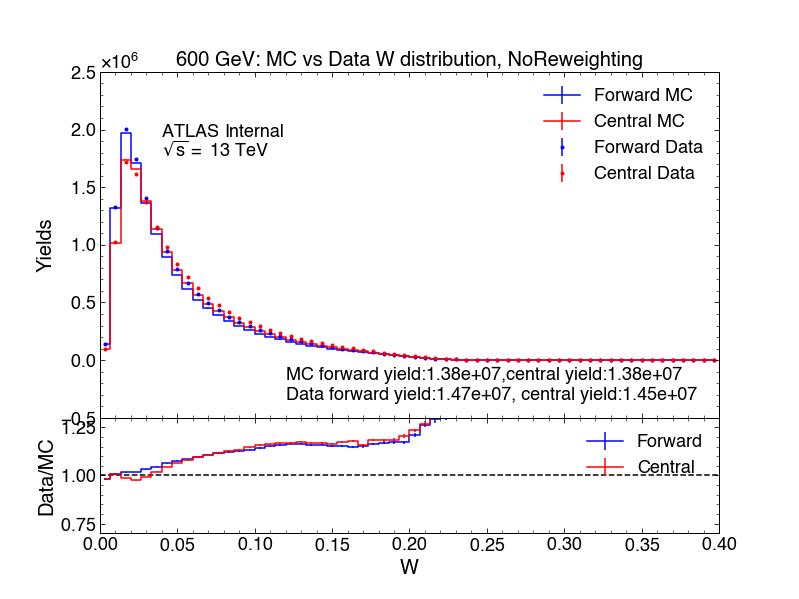 ×10⁶
600 GeV: MC vs Data W distribution, NoReweighting
2.5
2.0
1.5
1.0
0.5
0.0
-0.5
Yields
ATLAS Internal
√s = 13 TeV
Forward MC
Central MC
Forward Data
Central Data
MC forward yield:1.38e+07,central yield:1.38e+07
Data forward yield:1.47e+07, central yield:1.45e+07
1.25
1.00
0.75
Data/MC
Forward
Central
0.00 0.05 0.10 0.15 0.20 0.25 0.30 0.35 0.40
W